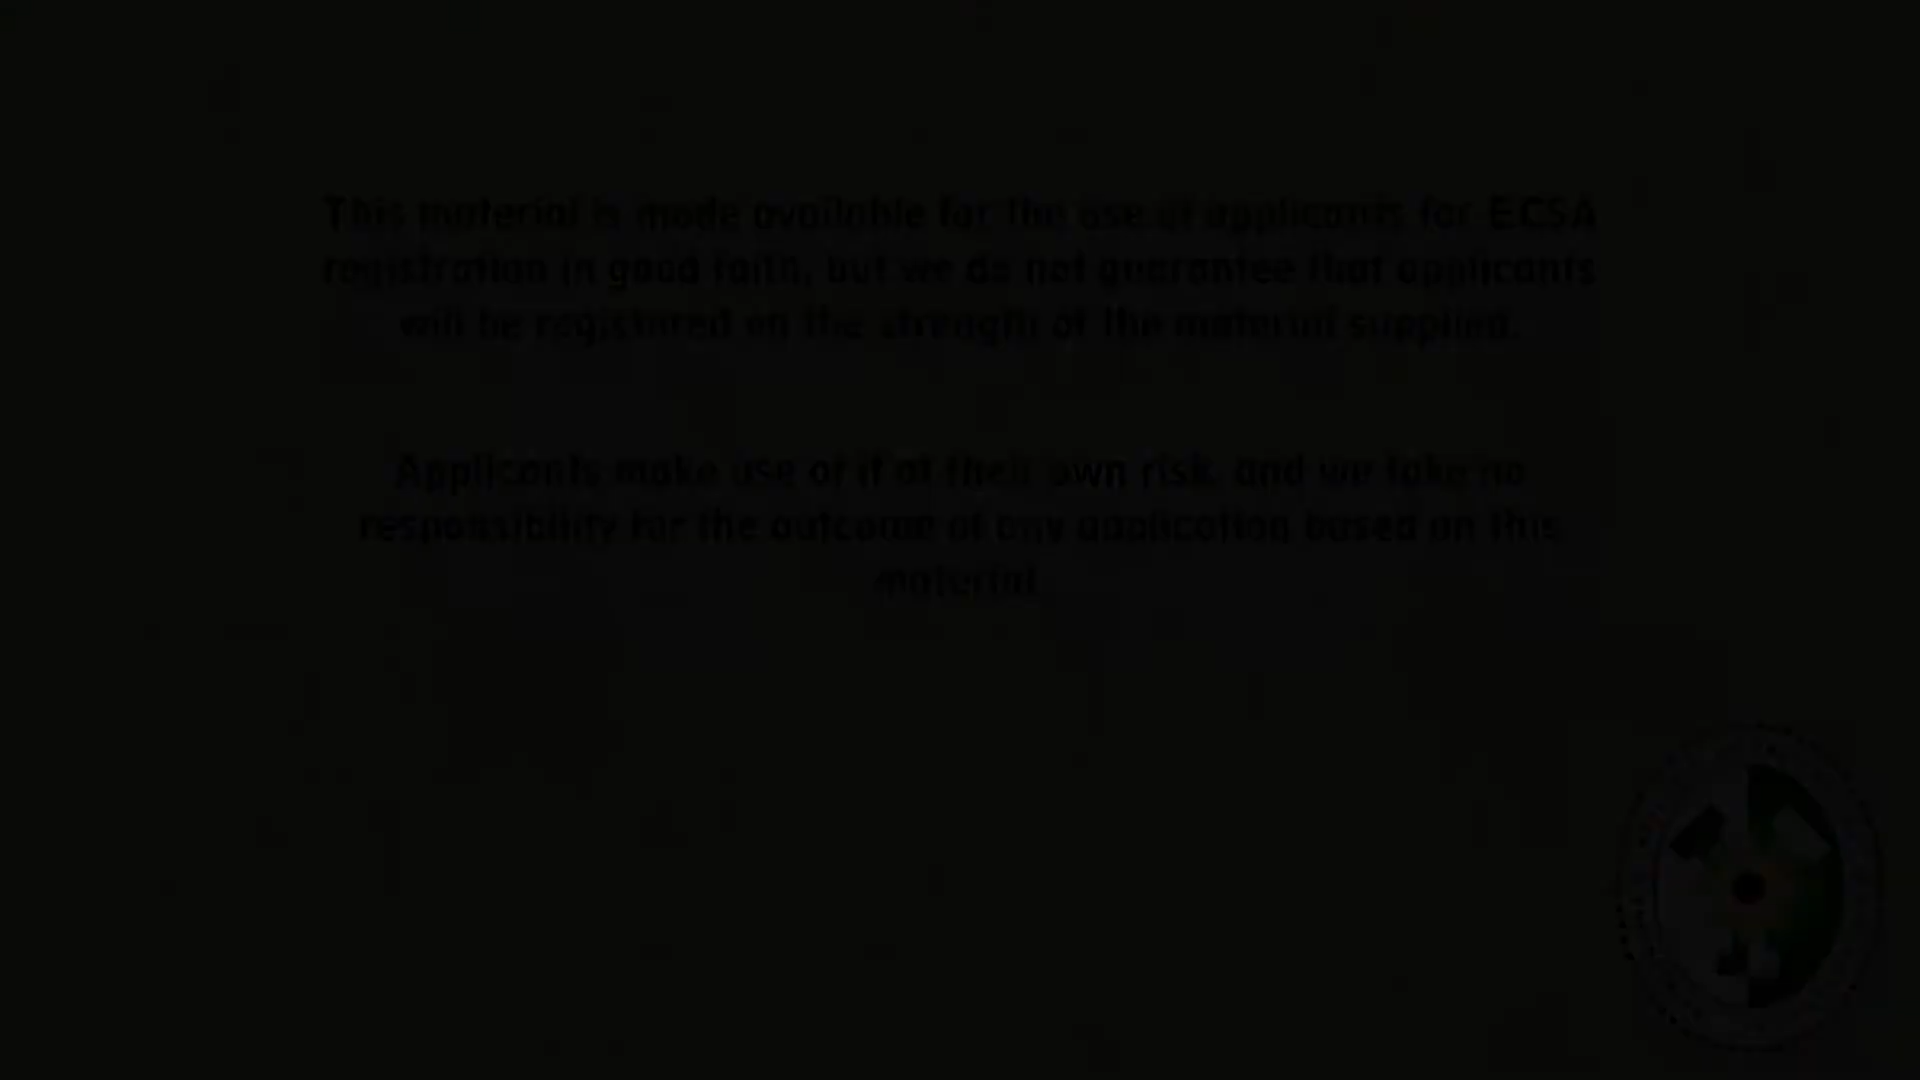 This material is made available for the use of applicants for ECSA
registration in good faith, but we do not guarantee that applicants
will be registered on the strength of the material supplied.
Applicants make use of it at their own risk, and we take no
responsibility for the outcome of any application based on this
material.